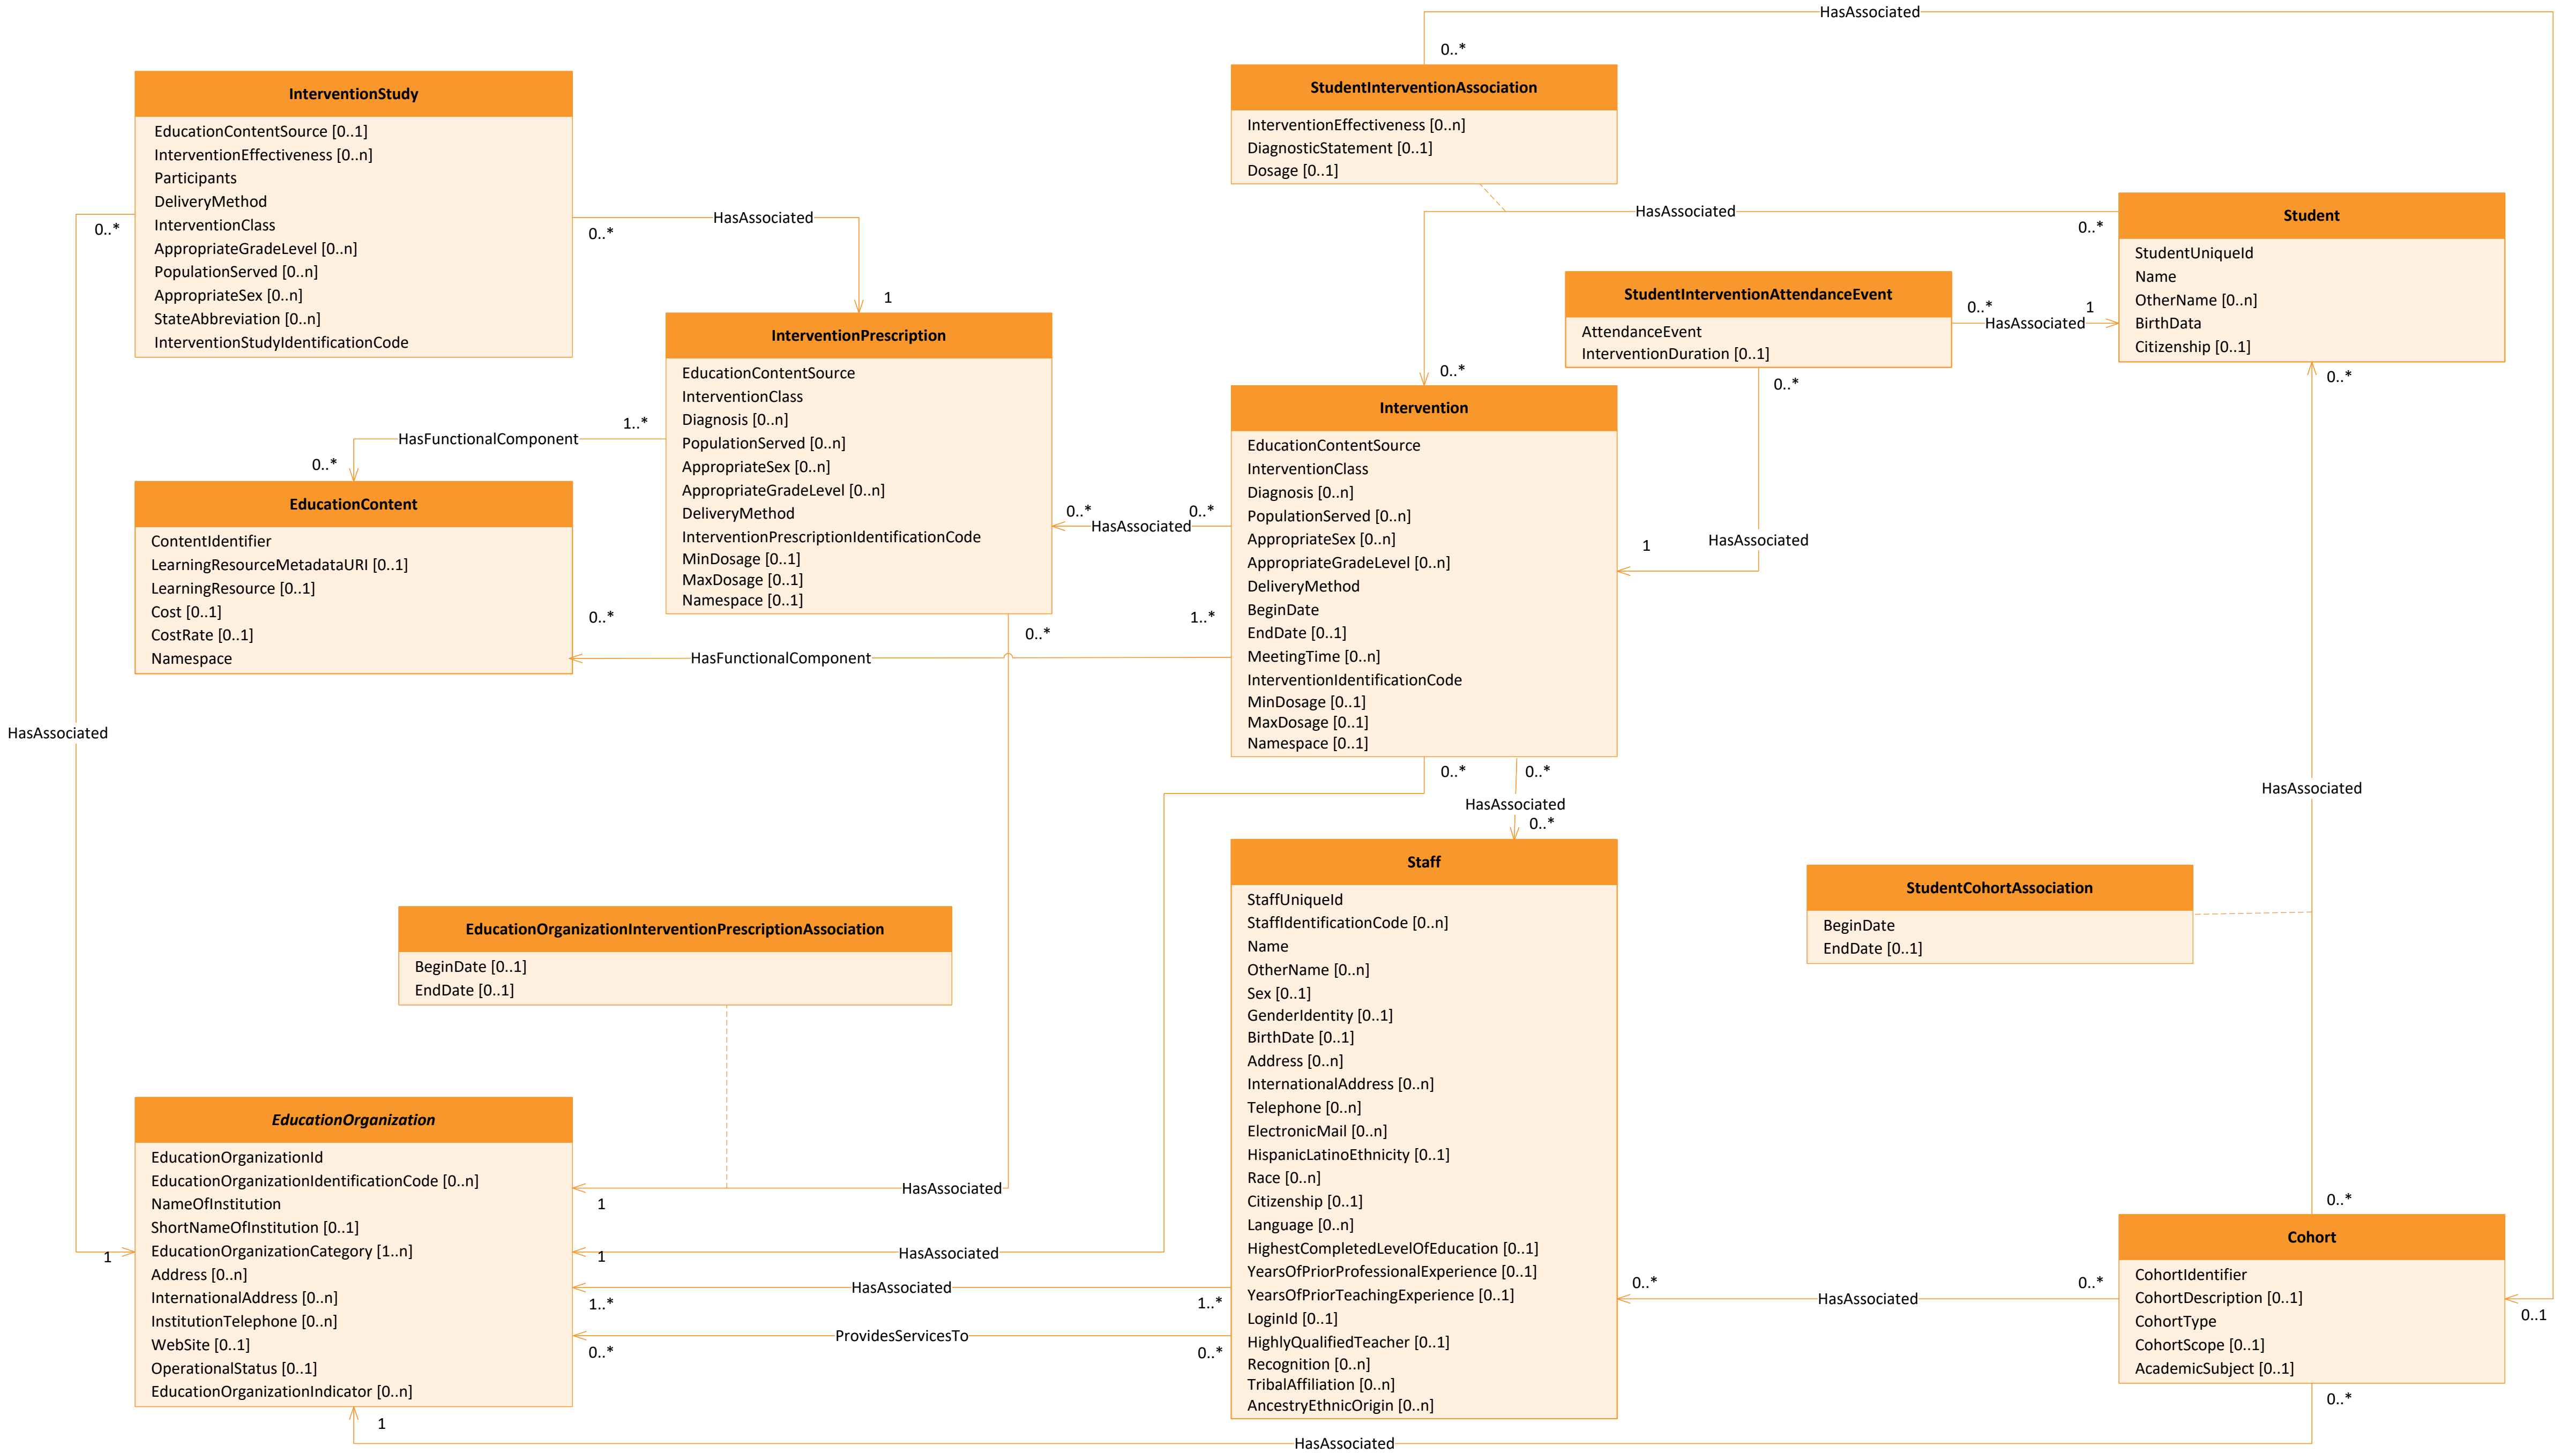 HasAssociated
0..*
StudentInterventionAssociation
InterventionEffectiveness [0..n]
DiagnosticStatement [0..1]
Dosage [0..1]
InterventionStudy
EducationContentSource [0..1]
InterventionEffectiveness [0..n]
Participants
DeliveryMethod
InterventionClass
AppropriateGradeLevel [0..n]
PopulationServed [0..n]
AppropriateSex [0..n]
StateAbbreviation [0..n]
InterventionStudyIdentificationCode
0..*
HasAssociated
0..*
1
HasAssociated
0..*
Student
StudentUniqueId
Name
OtherName [0..n]
BirthData
Citizenship [0..1]
StudentInterventionAttendanceEvent
AttendanceEvent
InterventionDuration [0..1]
0..*
1
HasAssociated
0..*
0..*
0..*
InterventionPrescription
EducationContentSource
InterventionClass
Diagnosis [0..n]
PopulationServed [0..n]
AppropriateSex [0..n]
AppropriateGradeLevel [0..n]
DeliveryMethod
InterventionPrescriptionIdentificationCode
MinDosage [0..1]
MaxDosage [0..1]
Namespace [0..1]
1..*
HasFunctionalComponent
0..*
EducationContent
ContentIdentifier
LearningResourceMetadataURI [0..1]
LearningResource [0..1]
Cost [0..1]
CostRate [0..1]
Namespace
Intervention
EducationContentSource
InterventionClass
Diagnosis [0..n]
PopulationServed [0..n]
AppropriateSex [0..n]
AppropriateGradeLevel [0..n]
DeliveryMethod
BeginDate
EndDate [0..1]
MeetingTime [0..n]
InterventionIdentificationCode
MinDosage [0..1]
MaxDosage [0..1]
Namespace [0..1]
0..*
0..*
HasAssociated
1
HasAssociated
0..*
1..*
0..*
HasFunctionalComponent
HasAssociated
0..*
0..*
HasAssociated
0..*
HasAssociated
Staff
StaffUniqueId
StaffIdentificationCode [0..n]
Name
OtherName [0..n]
Sex [0..1]
GenderIdentity [0..1]
BirthDate [0..1]
Address [0..n]
InternationalAddress [0..n]
Telephone [0..n]
ElectronicMail [0..n]
HispanicLatinoEthnicity [0..1]
Race [0..n]
Citizenship [0..1]
Language [0..n]
HighestCompletedLevelOfEducation [0..1]
YearsOfPriorProfessionalExperience [0..1]
YearsOfPriorTeachingExperience [0..1]
LoginId [0..1]
HighlyQualifiedTeacher [0..1]
Recognition [0..n]
TribalAffiliation [0..n]
AncestryEthnicOrigin [0..n]
StudentCohortAssociation
BeginDate
EndDate [0..1]
EducationOrganizationInterventionPrescriptionAssociation
BeginDate [0..1]
EndDate [0..1]
EducationOrganization
EducationOrganizationId
EducationOrganizationIdentificationCode [0..n]
NameOfInstitution
ShortNameOfInstitution [0..1]
EducationOrganizationCategory [1..n]
Address [0..n]
InternationalAddress [0..n]
InstitutionTelephone [0..n]
WebSite [0..1]
OperationalStatus [0..1]
EducationOrganizationIndicator [0..n]
1
HasAssociated
1
1
HasAssociated
HasAssociated
1..*
1..*
ProvidesServicesTo
0..*
0..*
0..*
Cohort
CohortIdentifier
CohortDescription [0..1]
CohortType
CohortScope [0..1]
AcademicSubject [0..1]
0..*
0..*
HasAssociated
0..1
0..*
1
HasAssociated